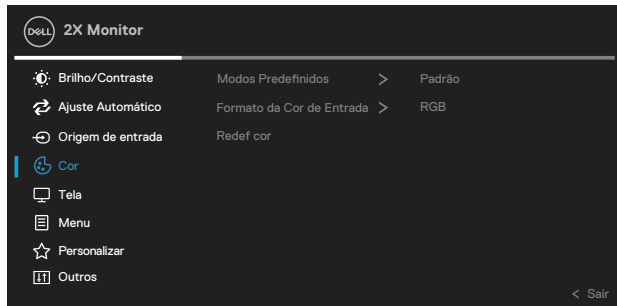 DELL 2X Monitor
Brilho/Contraste Modos Predefinidos > Padrão
Ajuste Automático Formato da Cor de Entrada > RGB
Origem de entrada Redef cor
Cor
Tela
Menu
Personalizar
Outros
< Sair